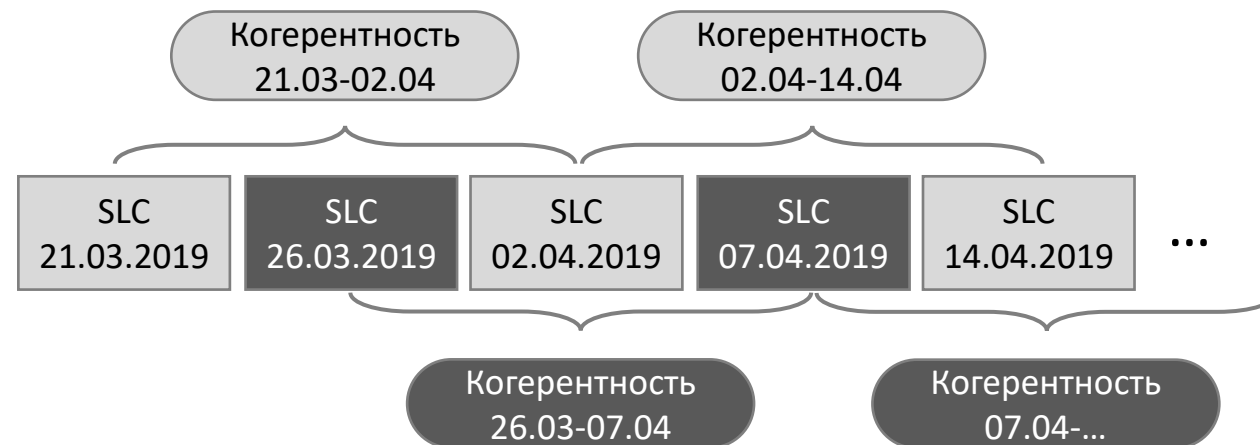 Когерентность
21.03-02.04
Когерентность
02.04-14.04
SLC
21.03.2019
SLC
26.03.2019
SLC
02.04.2019
SLC
07.04.2019
SLC
14.04.2019
...
Когерентность
26.03-07.04
Когерентность
07.04-...